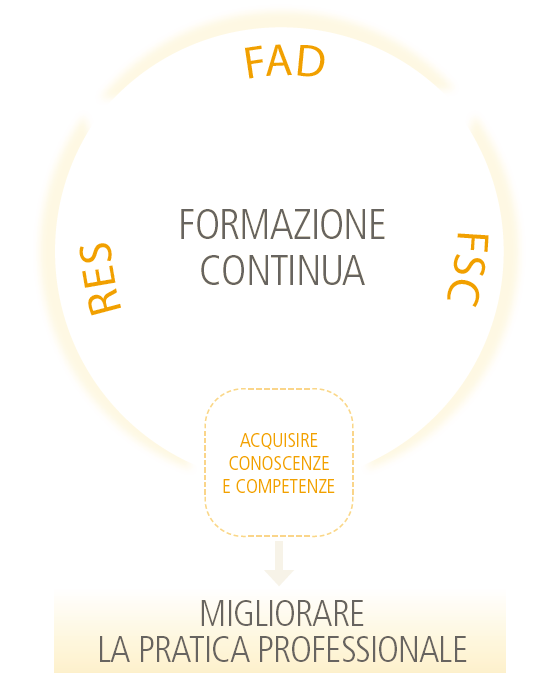 FAD
FORMAZIONE
CONTINUA
RES
FSC
ACQUISIRE
CONOSCENZE
E COMPETENZE
MIGLIORARE
LA PRATICA PROFESSIONALE